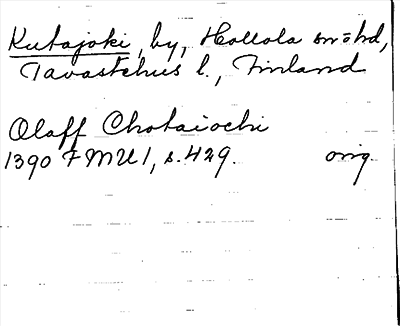 Kutajoki, by, Hollola sn o hd,
Tavastehus l., Finland
Olaff Chotaiochi
1390 FMU 1, s. 429. orig.